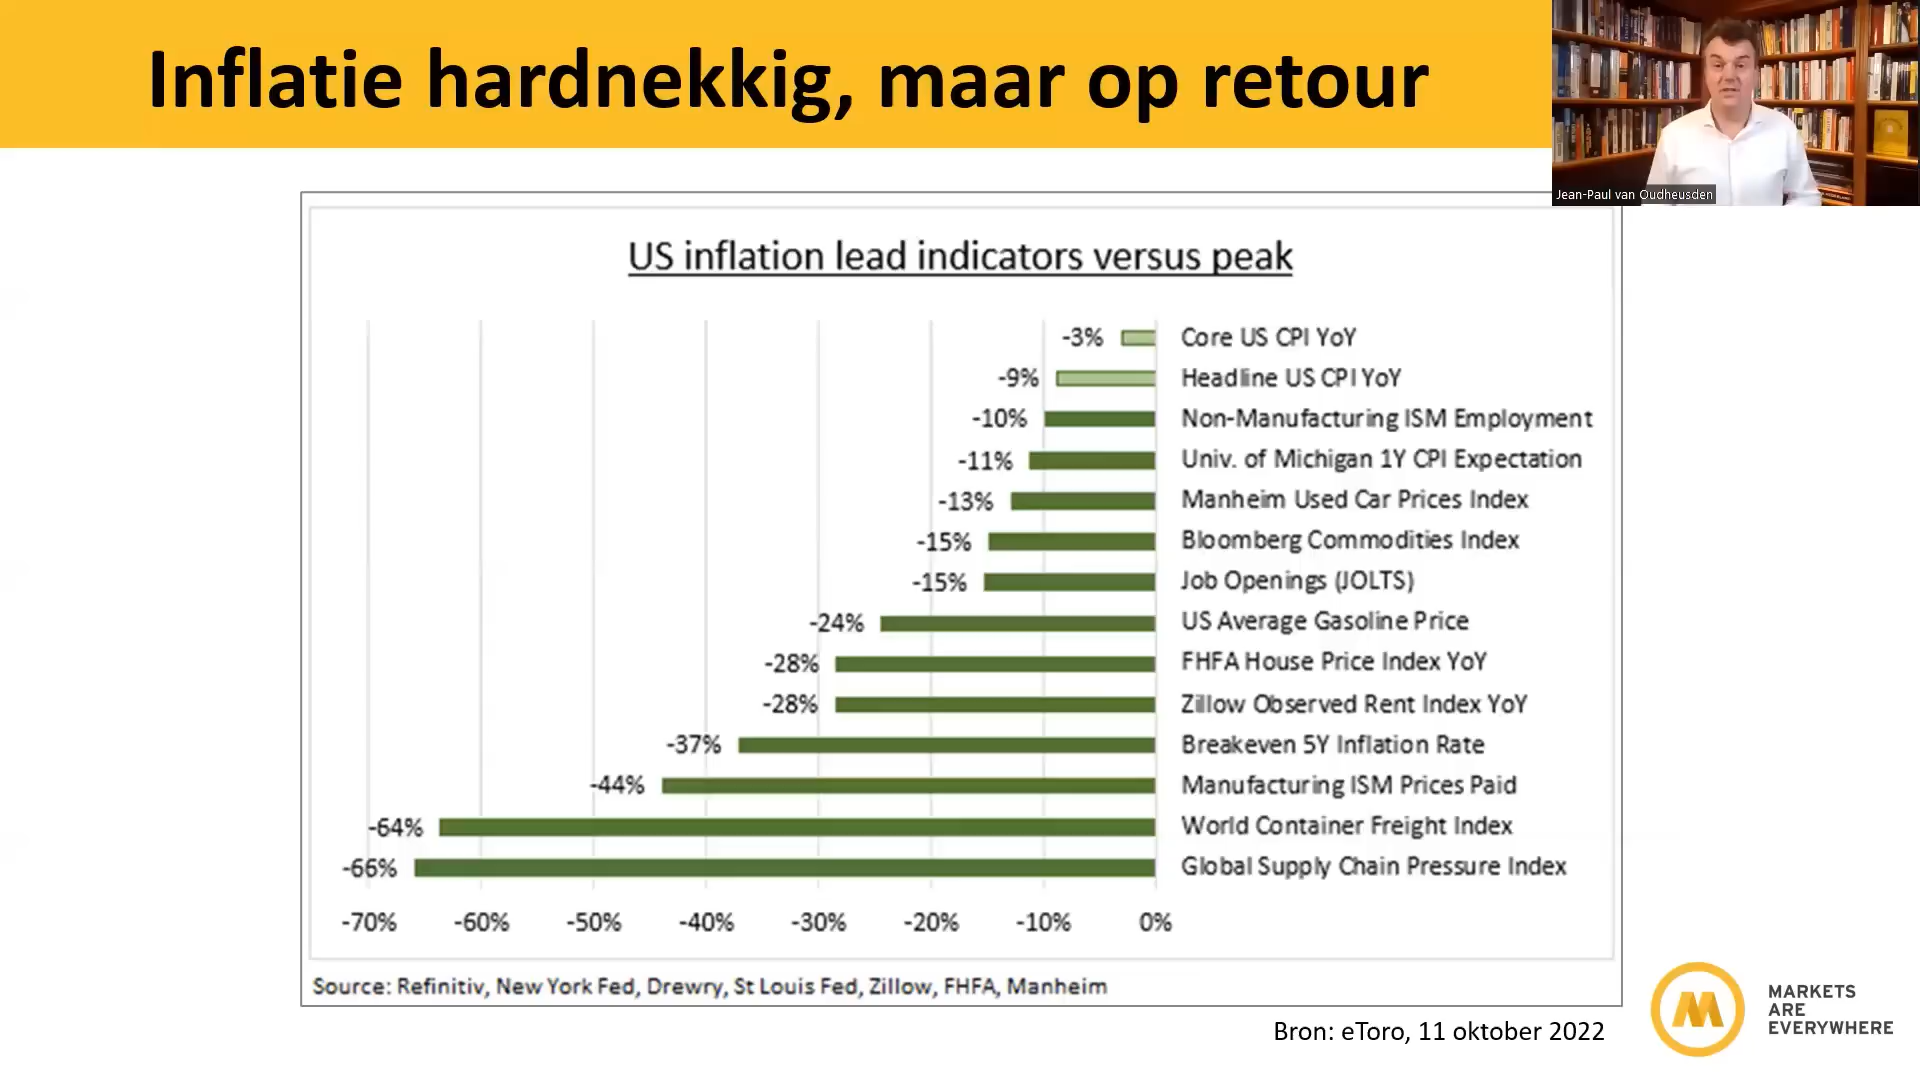 Inflatie hardnekkig, maar op retour
Jean-Paul van Oudheusden
US inflation lead indicators versus peak
-3% Core US CPI YoY
-9% Headline US CPI YoY
-10% Non-Manufacturing ISM Employment
-11% Univ. of Michigan 1Y CPI Expectation
-13% Manheim Used Car Prices Index
-15% Bloomberg Commodities Index
-15% Job Openings (JOLTS)
-24% US Average Gasoline Price
-28% FHFA House Price Index YoY
-28% Zillow Observed Rent Index YoY
-37% Breakeven 5Y Inflation Rate
-44% Manufacturing ISM Prices Paid
-64% World Container Freight Index
-66% Global Supply Chain Pressure Index
-70% -60% -50% -40% -30% -20% -10% 0%
Source: Refinitiv, New York Fed, Drewry, St Louis Fed, Zillow, FHFA, Manheim
Bron: eToro, 11 oktober 2022
MARKETS
ARE
EVERYWHERE